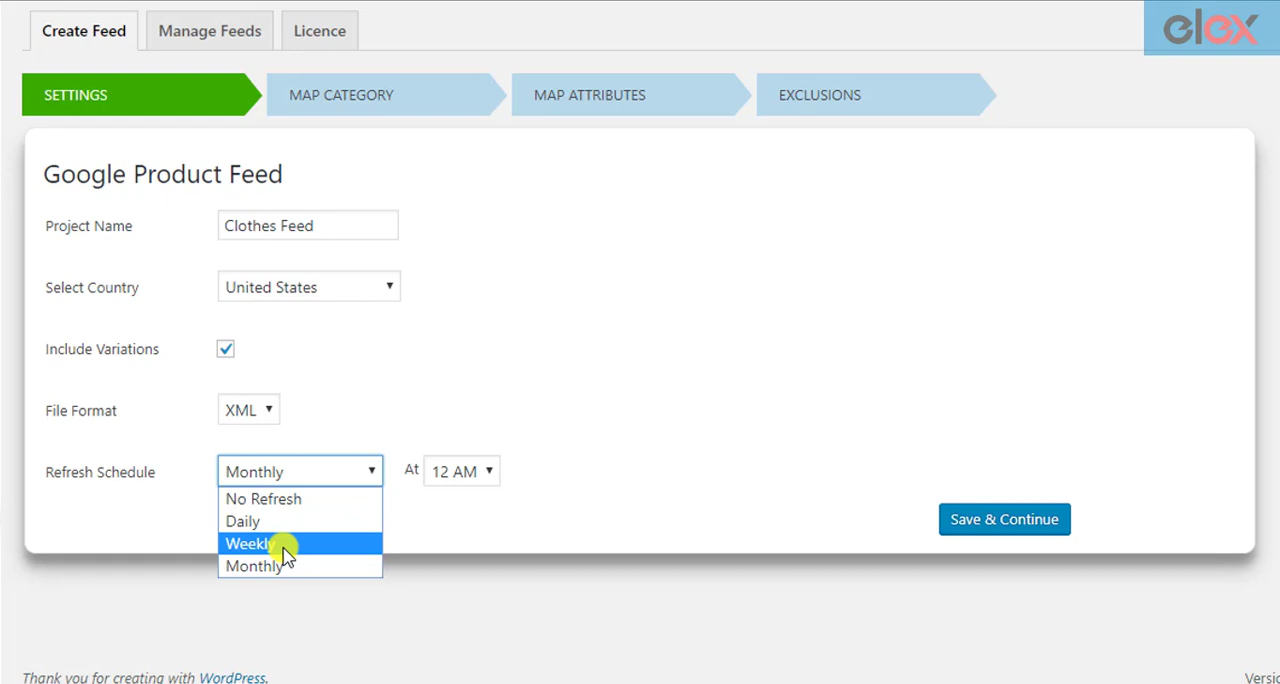 Create Feed Manage Feeds Licence
elex
SETTINGS MAP CATEGORY MAP ATTRIBUTES EXCLUSIONS
Google Product Feed
Project Name Clothes Feed
Select Country United States
Include Variations
File Format XML
Refresh Schedule Monthly At 12 AM
No Refresh
Daily
Weekly
Monthly
Save & Continue
Thank you for creating with WordPress.
Versio